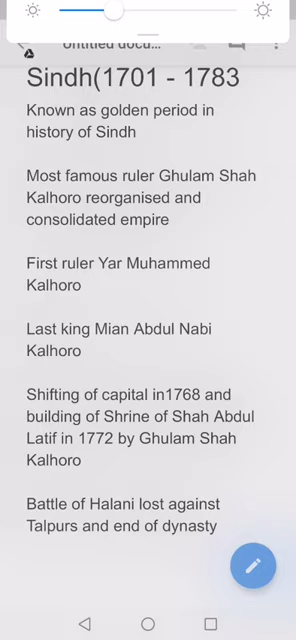 Untitled docu...
Sindh(1701 - 1783
Known as golden period in
history of Sindh
Most famous ruler Ghulam Shah
Kalhoro reorganised and
consolidated empire
First ruler Yar Muhammed
Kalhoro
Last king Mian Abdul Nabi
Kalhoro
Shifting of capital in1768 and
building of Shrine of Shah Abdul
Latif in 1772 by Ghulam Shah
Kalhoro
Battle of Halani lost against
Talpurs and end of dynasty